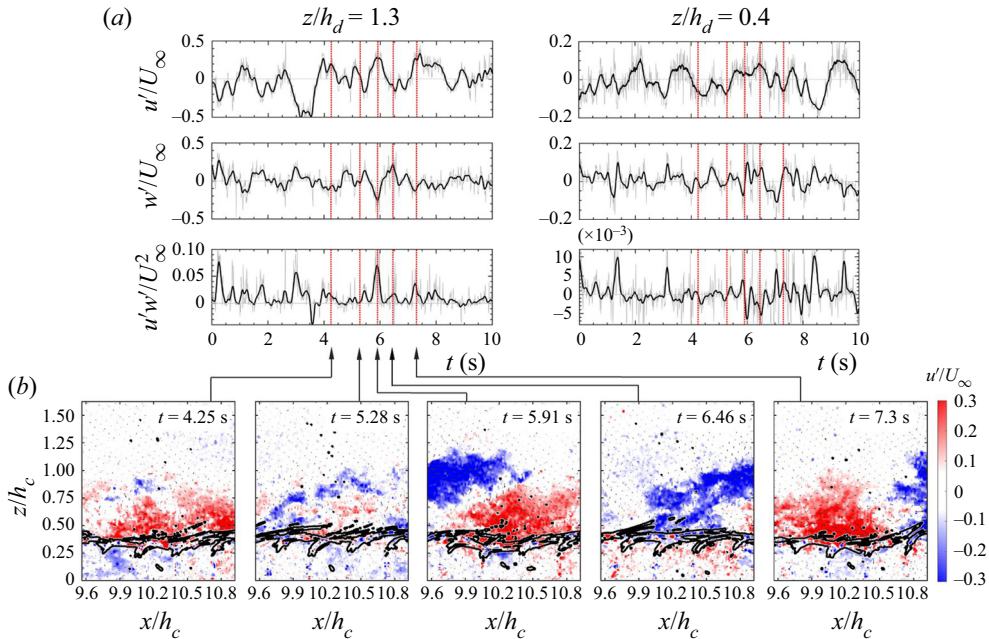 (a)
z/h_d = 1.3
z/h_d = 0.4
0.5
0
–0.5
u′/U_∞
0.2
0
–0.2
0.5
0
–0.5
w′/U_∞
0.2
0
–0.2
0.10
0.05
0
u′w′/U²_∞
(×10⁻³)
10
5
0
–5
0 2 4 6 8 10
0 2 4 6 8 10
t (s)
t (s)
(b)
u′/U_∞
t = 4.25 s
t = 5.28 s
t = 5.91 s
t = 6.46 s
t = 7.3 s
1.50
1.25
1.00
0.75
0.50
0.25
0
z/h_c
0.3
0.2
0.1
0
–0.1
–0.2
–0.3
9.6 9.9 10.2 10.5 10.8
9.6 9.9 10.2 10.5 10.8
9.6 9.9 10.2 10.5 10.8
9.6 9.9 10.2 10.5 10.8
9.6 9.9 10.2 10.5 10.8
x/h_c
x/h_c
x/h_c
x/h_c
x/h_c